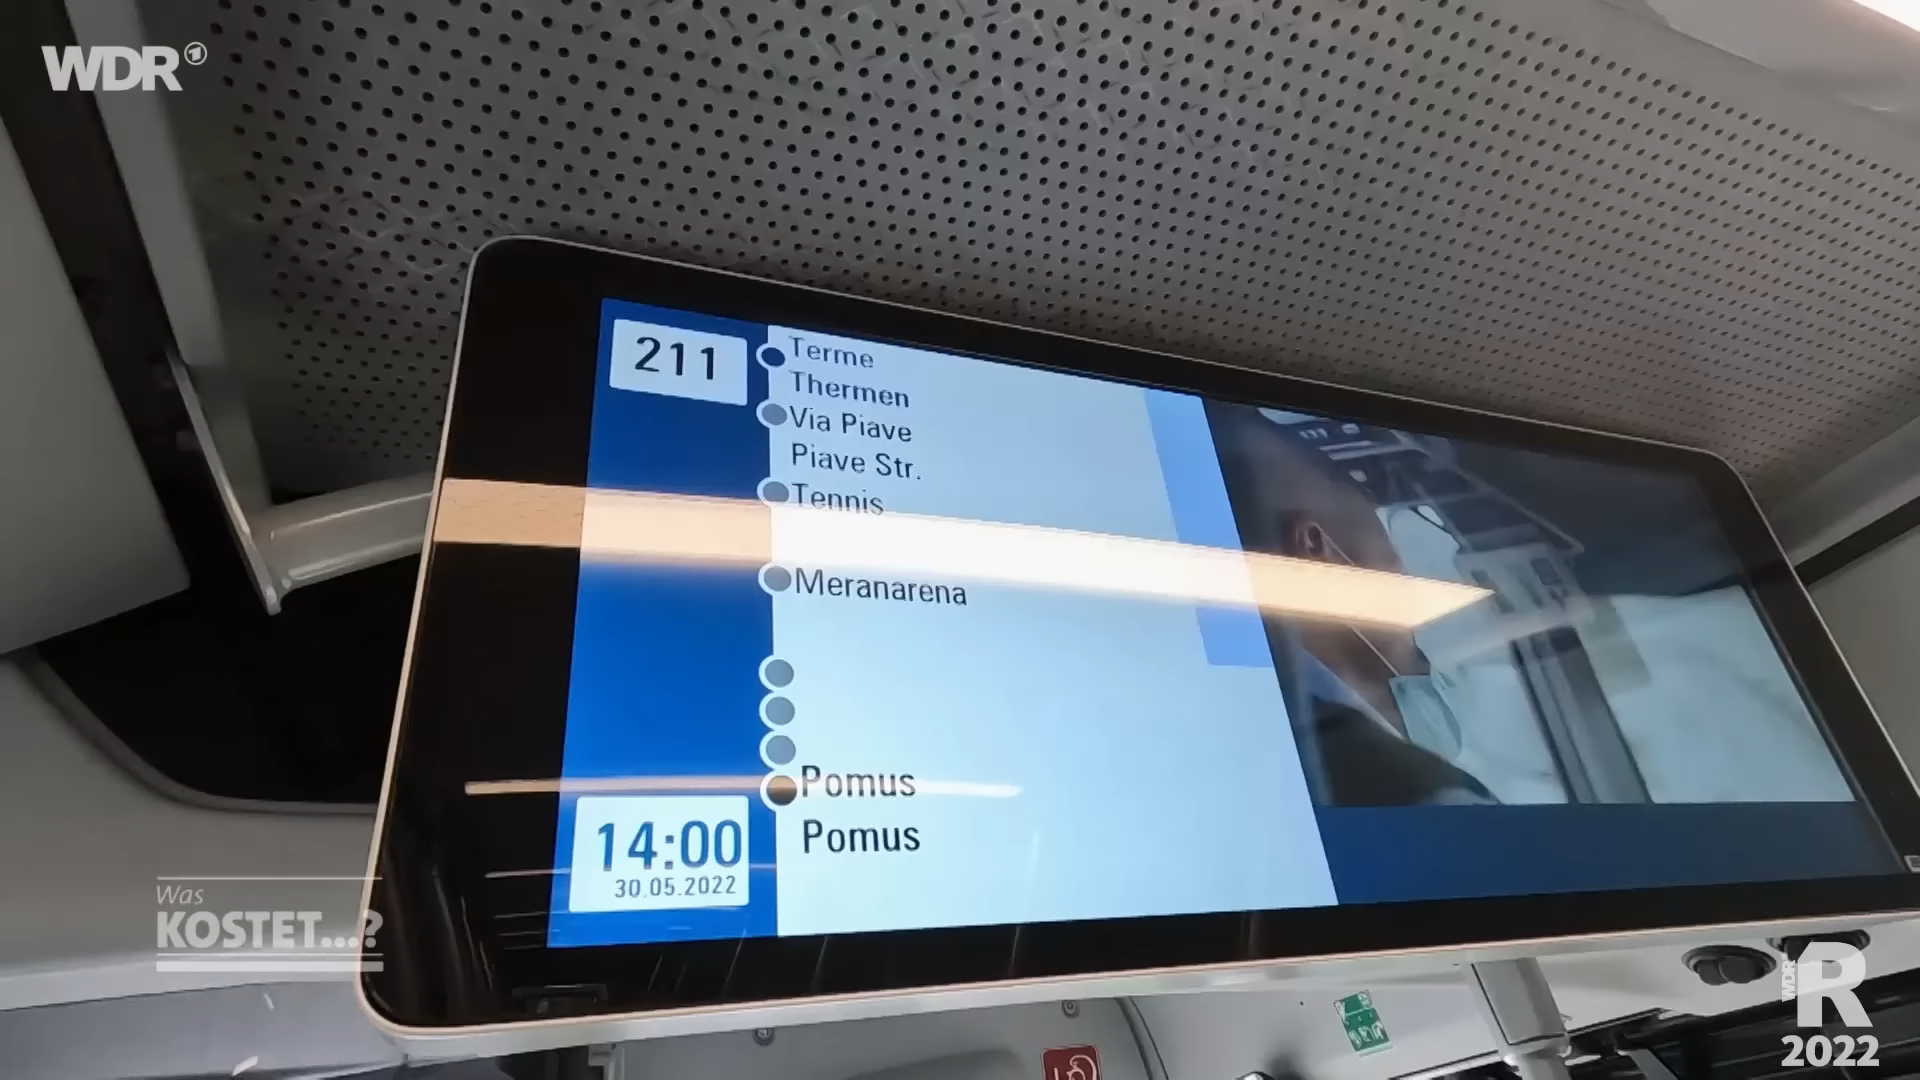 WDR
211
Terme
Thermen
Via Piave
Piave Str.
Tennis
Meranarena
Pomus
Pomus
14:00
30.05.2022
Was
KOSTET...?
WDR R
2022